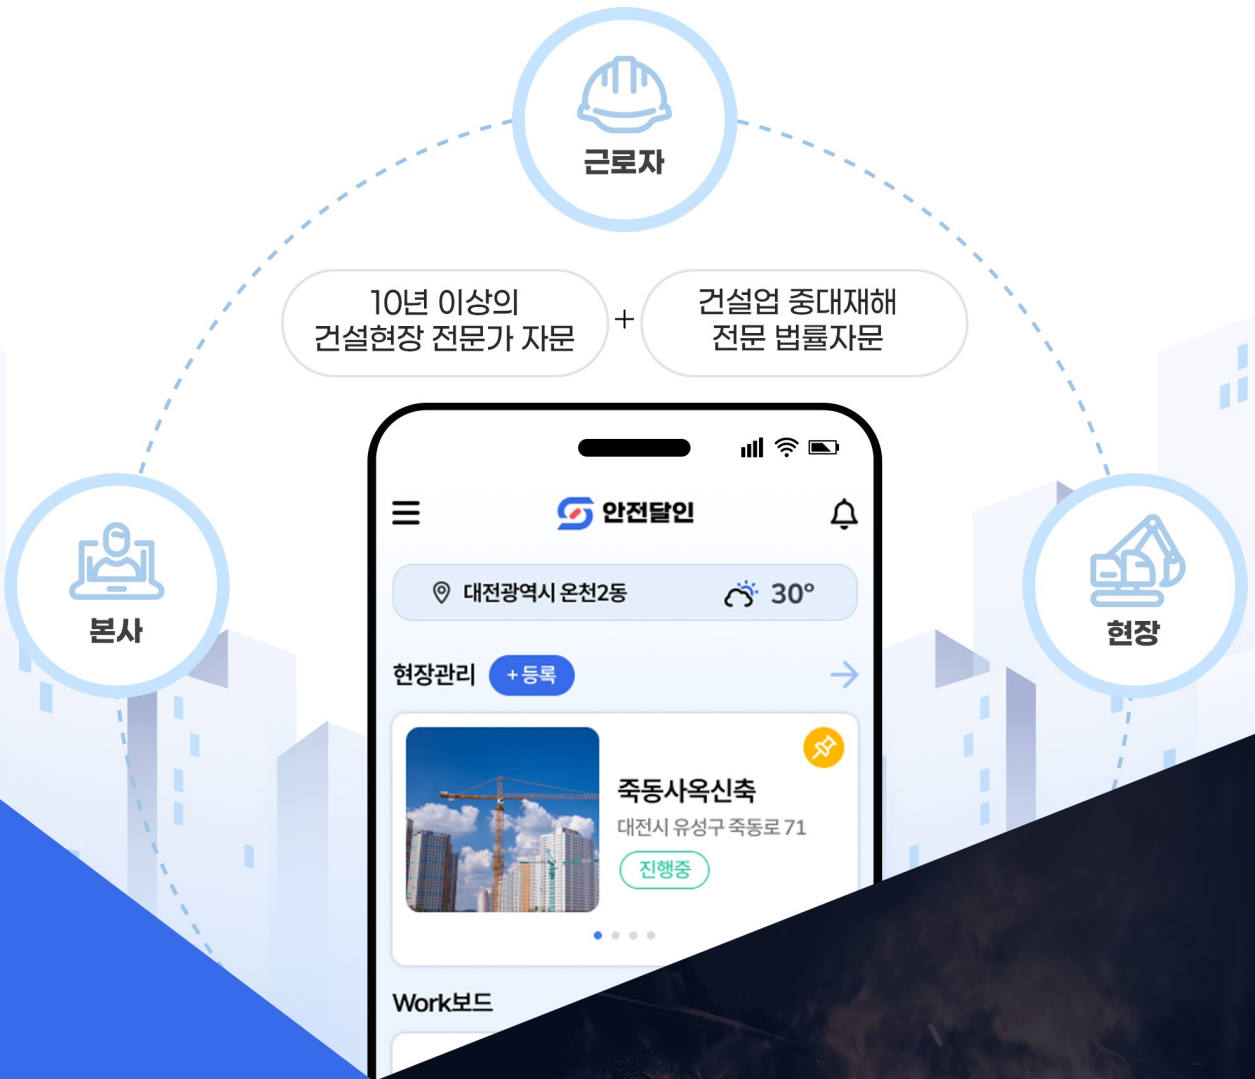 근로자
10년 이상의
건설현장 전문가 자문
+
건설업 중대재해
전문 법률자문
안전달인
대전광역시 온천2동
30°
본사
현장
현장관리
+ 등록
죽동사옥신축
대전시 유성구 죽동로 71
진행중
Work보드